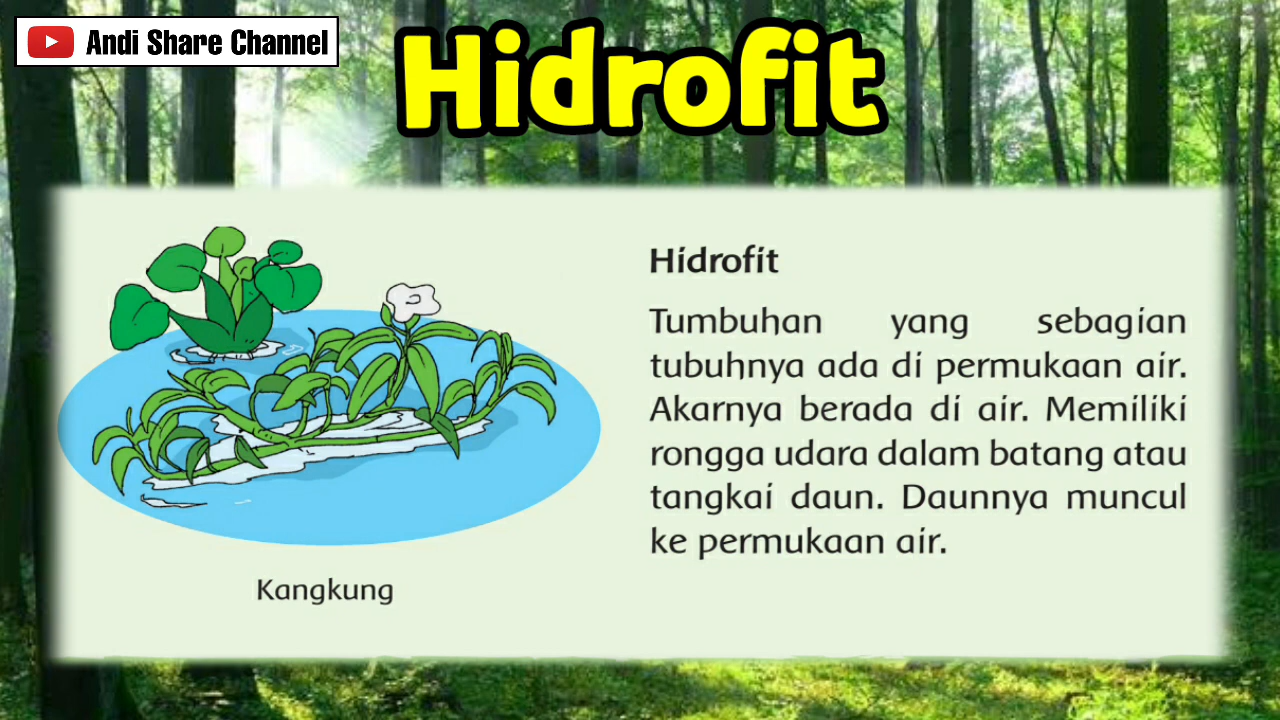 Andi Share Channel
Hidrofit
Hidrofit
Tumbuhan yang sebagian
tubuhnya ada di permukaan air.
Akarnya berada di air. Memiliki
rongga udara dalam batang atau
tangkai daun. Daunnya muncul
ke permukaan air.
Kangkung